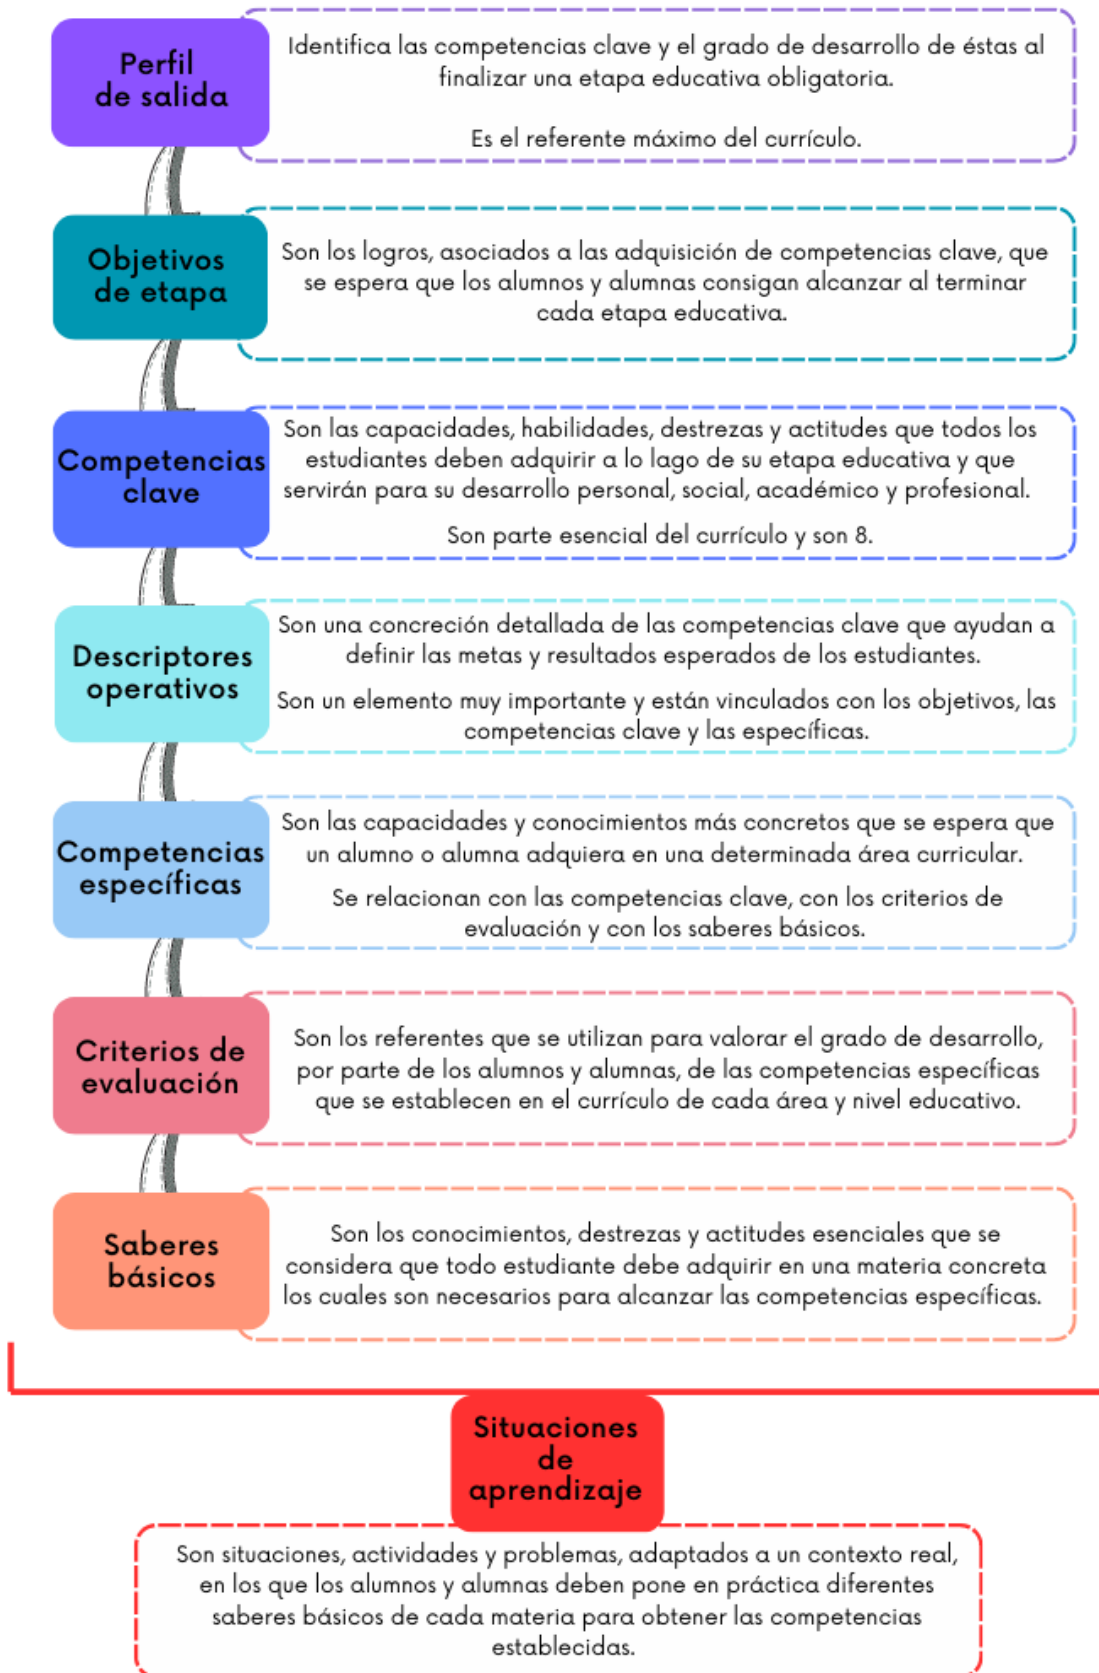 Perfil
de salida
Identifica las competencias clave y el grado de desarrollo de éstas al
finalizar una etapa educativa obligatoria.
Es el referente máximo del currículo.
Objetivos
de etapa
Son los logros, asociados a las adquisición de competencias clave, que
se espera que los alumnos y alumnas consigan alcanzar al terminar
cada etapa educativa.
Competencias
clave
Son las capacidades, habilidades, destrezas y actitudes que todos los
estudiantes deben adquirir a lo lago de su etapa educativa y que
servirán para su desarrollo personal, social, académico y profesional.
Son parte esencial del currículo y son 8.
Descriptores
operativos
Son una concreción detallada de las competencias clave que ayudan a
definir las metas y resultados esperados de los estudiantes.
Son un elemento muy importante y están vinculados con los objetivos, las
competencias clave y las específicas.
Competencias
específicas
Son las capacidades y conocimientos más concretos que se espera que
un alumno o alumna adquiera en una determinada área curricular.
Se relacionan con las competencias clave, con los criterios de
evaluación y con los saberes básicos.
Criterios de
evaluación
Son los referentes que se utilizan para valorar el grado de desarrollo,
por parte de los alumnos y alumnas, de las competencias específicas
que se establecen en el currículo de cada área y nivel educativo.
Saberes
básicos
Son los conocimientos, destrezas y actitudes esenciales que se
considera que todo estudiante debe adquirir en una materia concreta
los cuales son necesarios para alcanzar las competencias específicas.
Situaciones
de
aprendizaje
Son situaciones, actividades y problemas, adaptados a un contexto real,
en los que los alumnos y alumnas deben pone en práctica diferentes
saberes básicos de cada materia para obtener las competencias
establecidas.